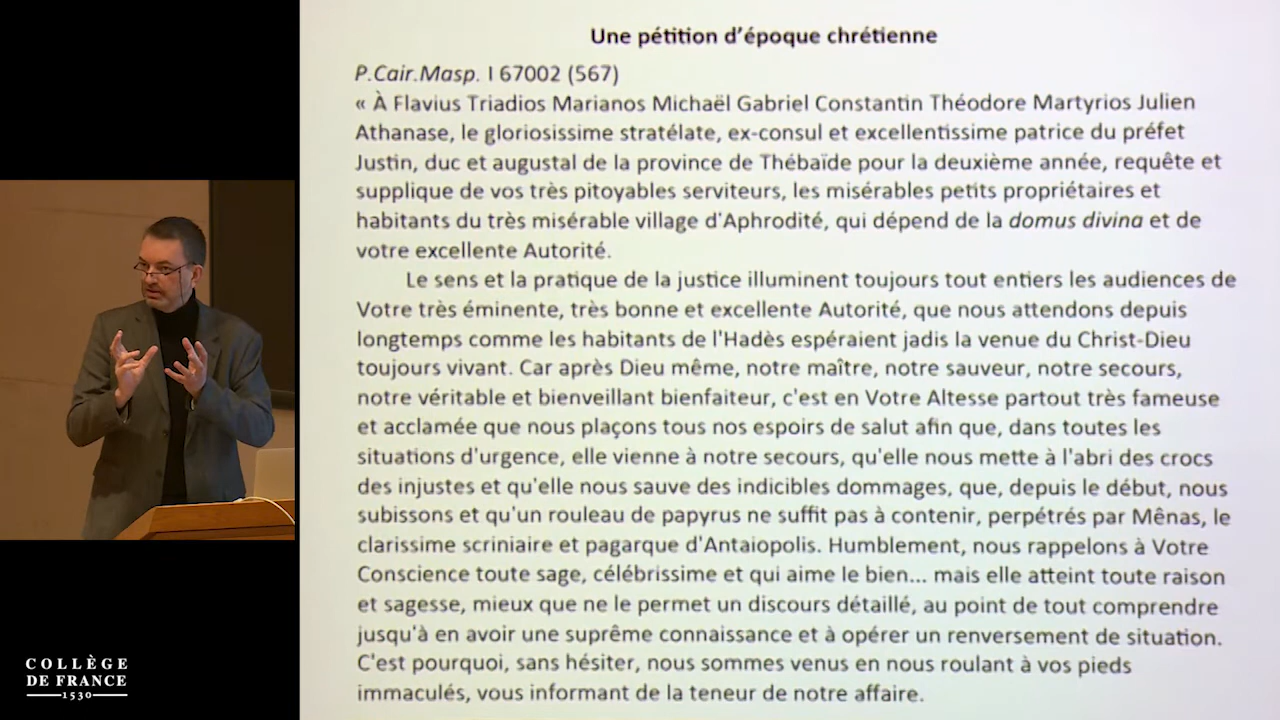 Une pétition d'époque chrétienne
P.Cair.Masp. I 67002 (567)
« À Flavius Triadios Marianos Michaël Gabriel Constantin Théodore Martyrios Julien
Athanase, le gloriosissime stratélate, ex-consul et excellentissime patrice du préfet
Justin, duc et augustal de la province de Thébaïde pour la deuxième année, requête et
supplique de vos très pitoyables serviteurs, les misérables petits propriétaires et
habitants du très misérable village d'Aphrodité, qui dépend de la domus divina et de
votre excellente Autorité.
Le sens et la pratique de la justice illuminent toujours tout entiers les audiences de
Votre très éminente, très bonne et excellente Autorité, que nous attendons depuis
longtemps comme les habitants de l'Hadès espéraient jadis la venue du Christ-Dieu
toujours vivant. Car après Dieu même, notre maître, notre sauveur, notre secours,
notre véritable et bienveillant bienfaiteur, c'est en Votre Altesse partout très fameuse
et acclamée que nous plaçons tous nos espoirs de salut afin que, dans toutes les
situations d'urgence, elle vienne à notre secours, qu'elle nous mette à l'abri des crocs
des injustes et qu'elle nous sauve des indicibles dommages, que, depuis le début, nous
subissons et qu'un rouleau de papyrus ne suffit pas à contenir, perpétrés par Mênas, le
clarissime scriniaire et pagarque d'Antaiopolis. Humblement, nous rappelons à Votre
Conscience toute sage, célébrissime et qui aime le bien... mais elle atteint toute raison
et sagesse, mieux que ne le permet un discours détaillé, au point de tout comprendre
jusqu'à en avoir une suprême connaissance et à opérer un renversement de situation.
C'est pourquoi, sans hésiter, nous sommes venus en nous roulant à vos pieds
immaculés, vous informant de la teneur de notre affaire.
COLLÈGE
DE FRANCE
1530